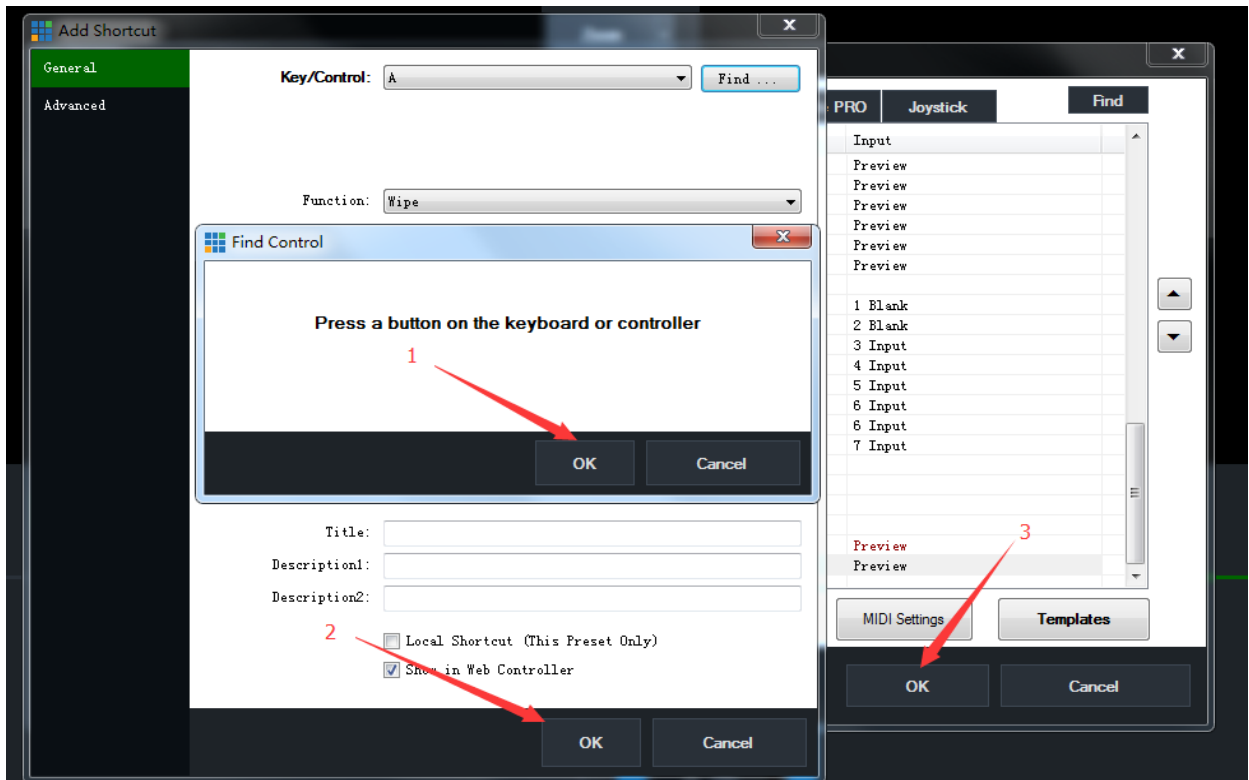 Add Shortcut
General
Advanced
Key/Control:
A
Find ...
Function:
Wipe
Find Control
Press a button on the keyboard or controller
1
OK
Cancel
Title:
Description1:
Description2:
2
Local Shortcut (This Preset Only)
Show in Web Controller
OK
Cancel
PRO
Joystick
Find
Input
Preview
Preview
Preview
Preview
Preview
Preview
1 Blank
2 Blank
3 Input
4 Input
5 Input
6 Input
6 Input
7 Input
3
Preview
Preview
MIDI Settings
Templates
OK
Cancel